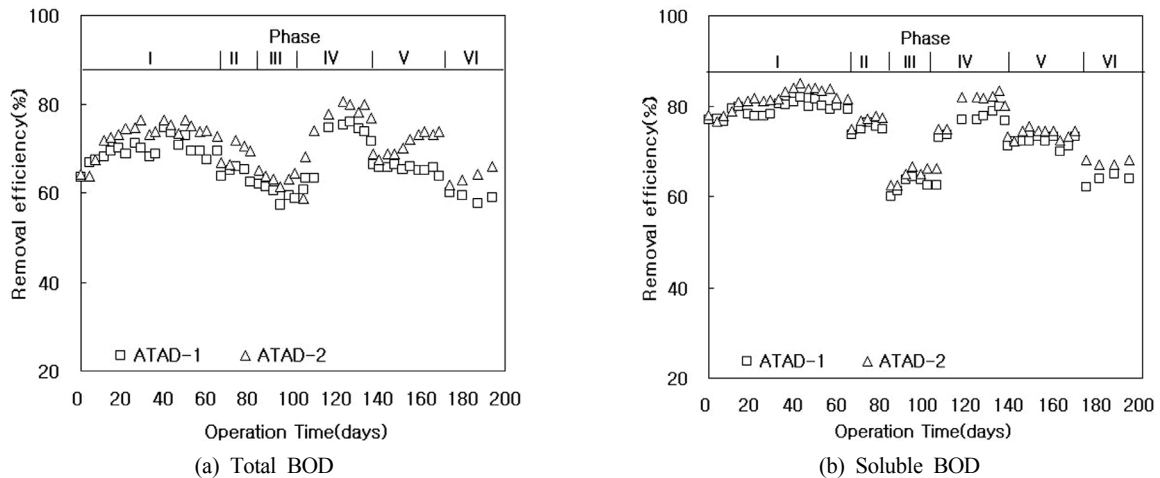 100
80
60
40
20
Removal efficiency(%)
Phase
I II III IV V VI
□ ATAD-1 △ ATAD-2
0 20 40 60 80 100 120 140 160 180 200
Operation Time(days)
(a) Total BOD
100
80
60
40
20
Removal efficiency(%)
Phase
I II III IV V VI
□ ATAD-1 △ ATAD-2
0 20 40 60 80 100 120 140 160 180 200
Operation Time(days)
(b) Soluble BOD